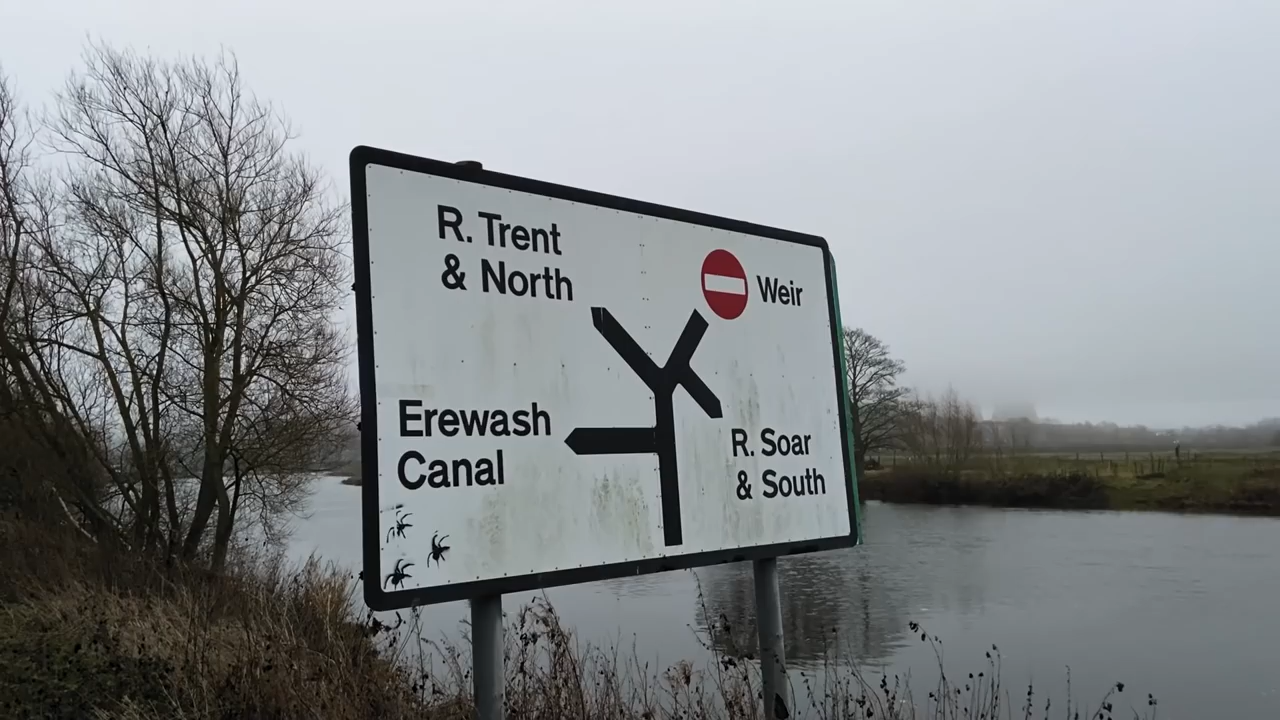 R. Trent
& North
Weir
Erewash
Canal
R. Soar
& South